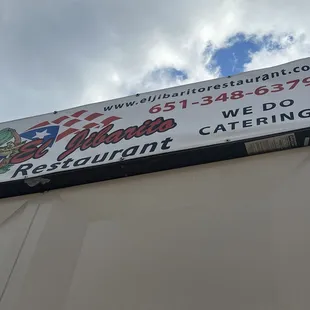 www.eljibaritorestaurant.co
651-348-6379
El Jibarito
Restaurant
WE DO
CATERING